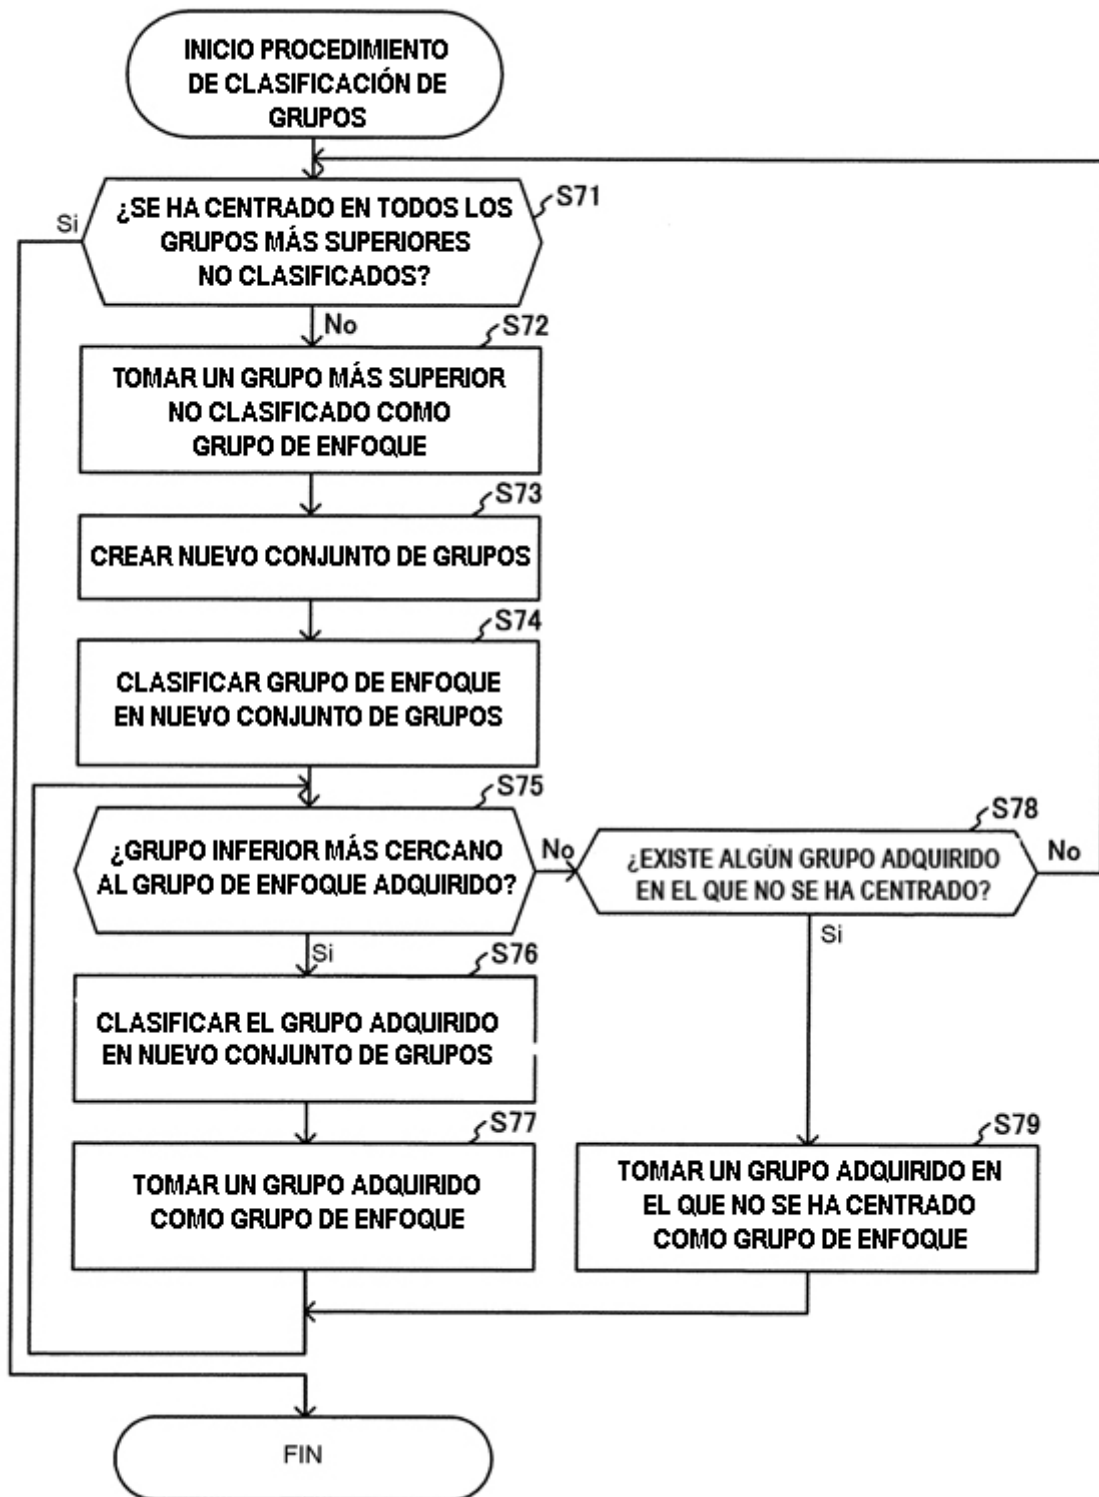 INICIO PROCEDIMIENTO
DE CLASIFICACIÓN DE
GRUPOS
S71
¿SE HA CENTRADO EN TODOS LOS
GRUPOS MÁS SUPERIORES
NO CLASIFICADOS?
Si
No
S72
TOMAR UN GRUPO MÁS SUPERIOR
NO CLASIFICADO COMO
GRUPO DE ENFOQUE
S73
CREAR NUEVO CONJUNTO DE GRUPOS
S74
CLASIFICAR GRUPO DE ENFOQUE
EN NUEVO CONJUNTO DE GRUPOS
S75
¿GRUPO INFERIOR MÁS CERCANO
AL GRUPO DE ENFOQUE ADQUIRIDO?
No
Si
S78
¿EXISTE ALGÚN GRUPO ADQUIRIDO
EN EL QUE NO SE HA CENTRADO?
No
Si
S76
CLASIFICAR EL GRUPO ADQUIRIDO
EN NUEVO CONJUNTO DE GRUPOS
S77
TOMAR UN GRUPO ADQUIRIDO
COMO GRUPO DE ENFOQUE
S79
TOMAR UN GRUPO ADQUIRIDO EN
EL QUE NO SE HA CENTRADO
COMO GRUPO DE ENFOQUE
FIN